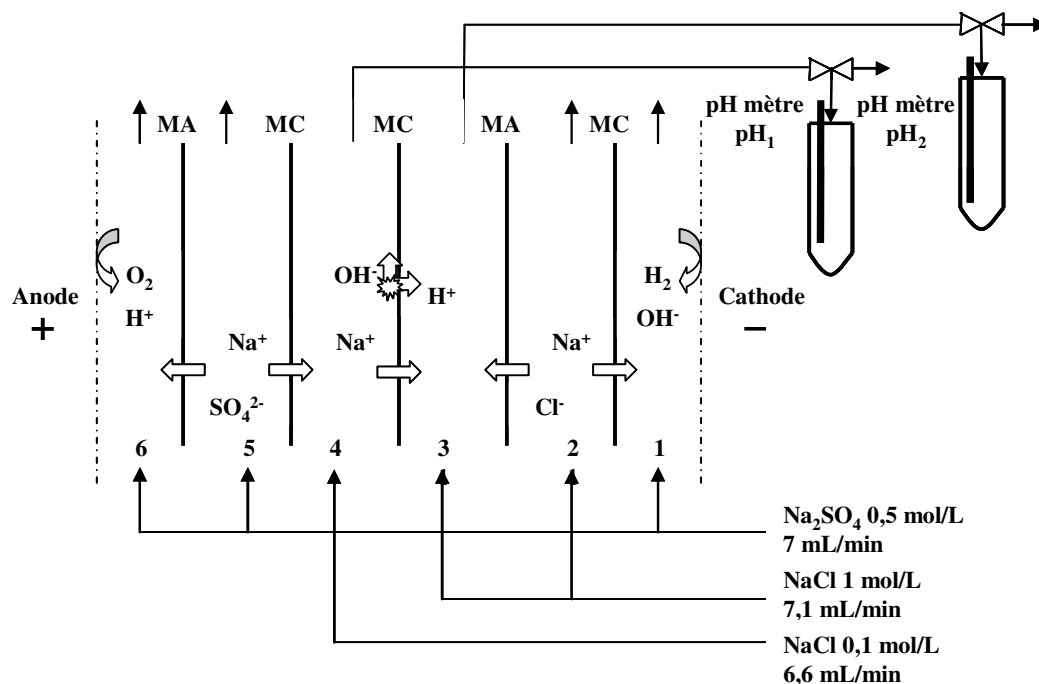 pH mètre
pH₁
pH mètre
pH₂
MA
MC
MC
MA
MC
O₂
H⁺
OH⁻
H⁺
H₂
OH⁻
Anode
+
Cathode
−
Na⁺
Na⁺
Na⁺
SO₄²⁻
Cl⁻
6
5
4
3
2
1
Na₂SO₄ 0,5 mol/L
7 mL/min
NaCl 1 mol/L
7,1 mL/min
NaCl 0,1 mol/L
6,6 mL/min